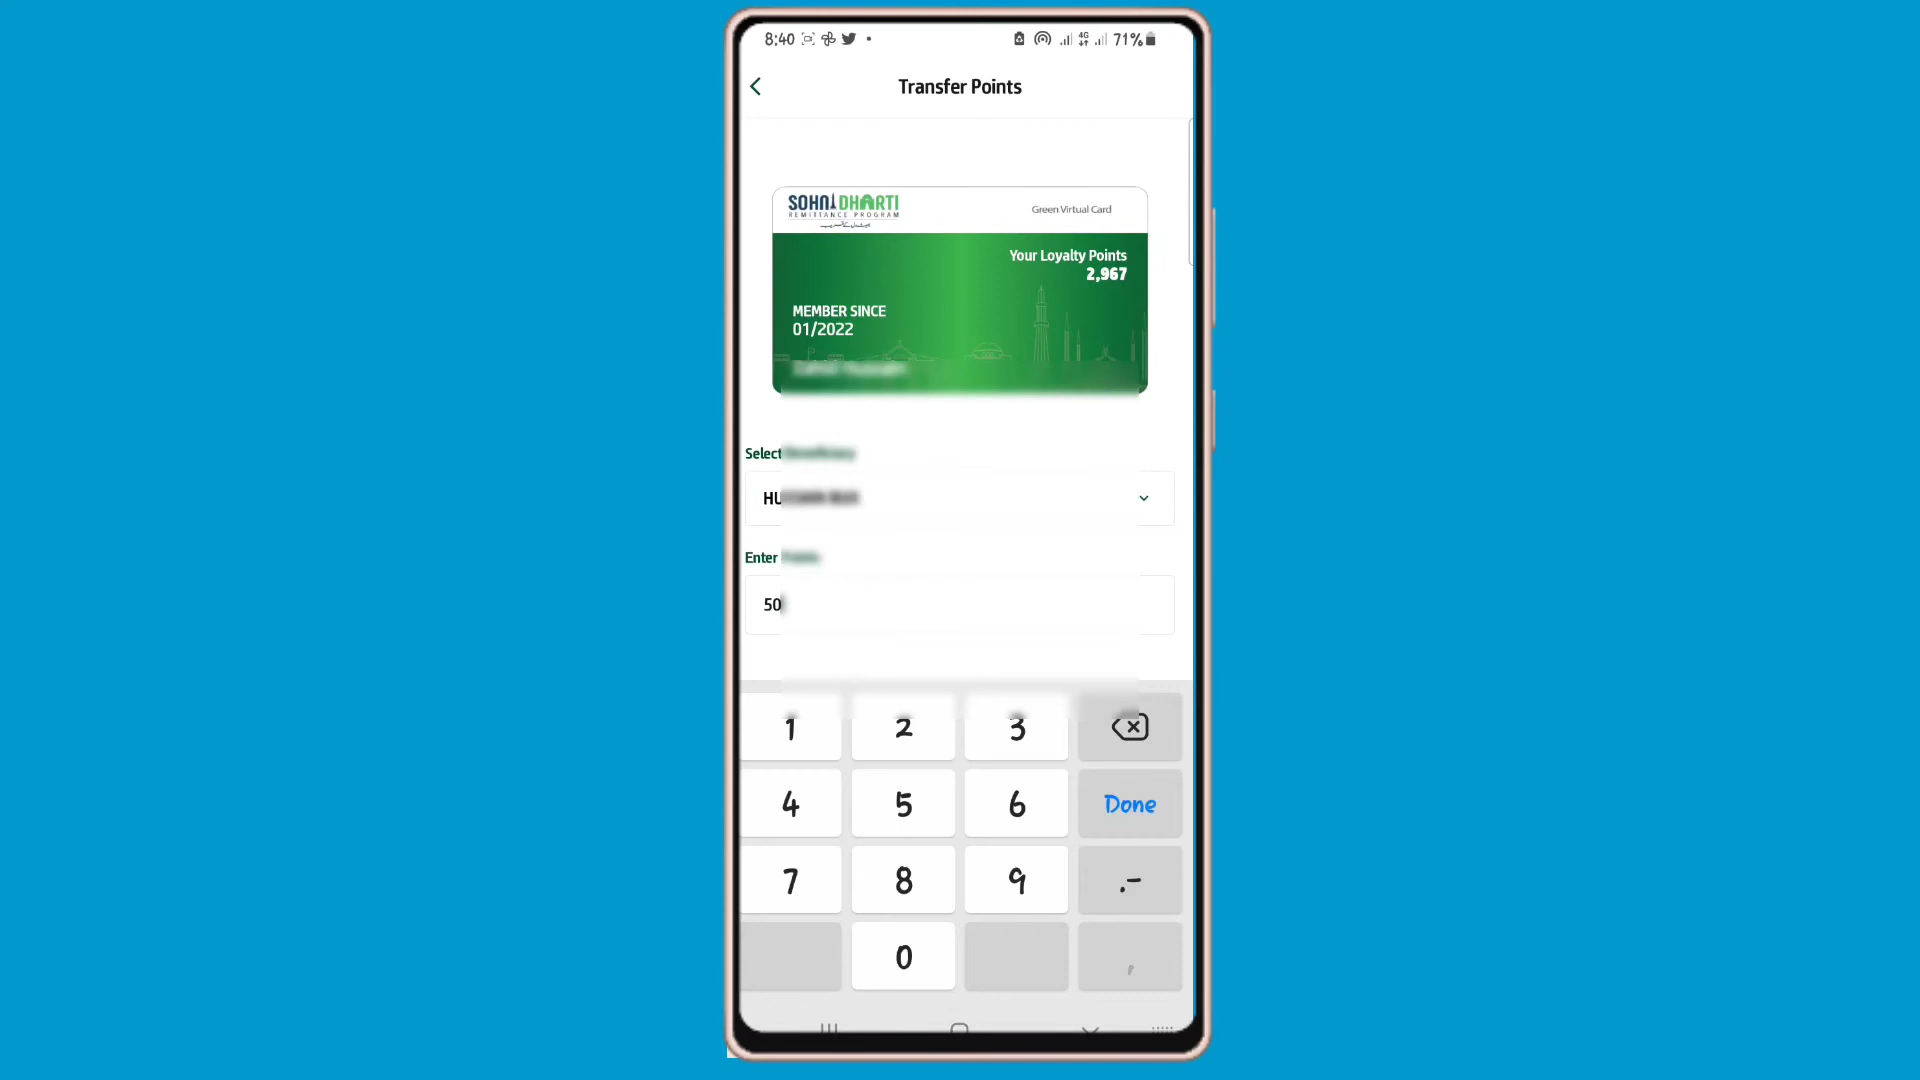 8:40
4G
71%
Transfer Points
SOHNI DHARTI
REMITTANCE PROGRAM
Green Virtual Card
Your Loyalty Points
2,967
MEMBER SINCE
01/2022
Select
Enter
50
1 2 3
4 5 6 Done
7 8 9 .-
0 ,